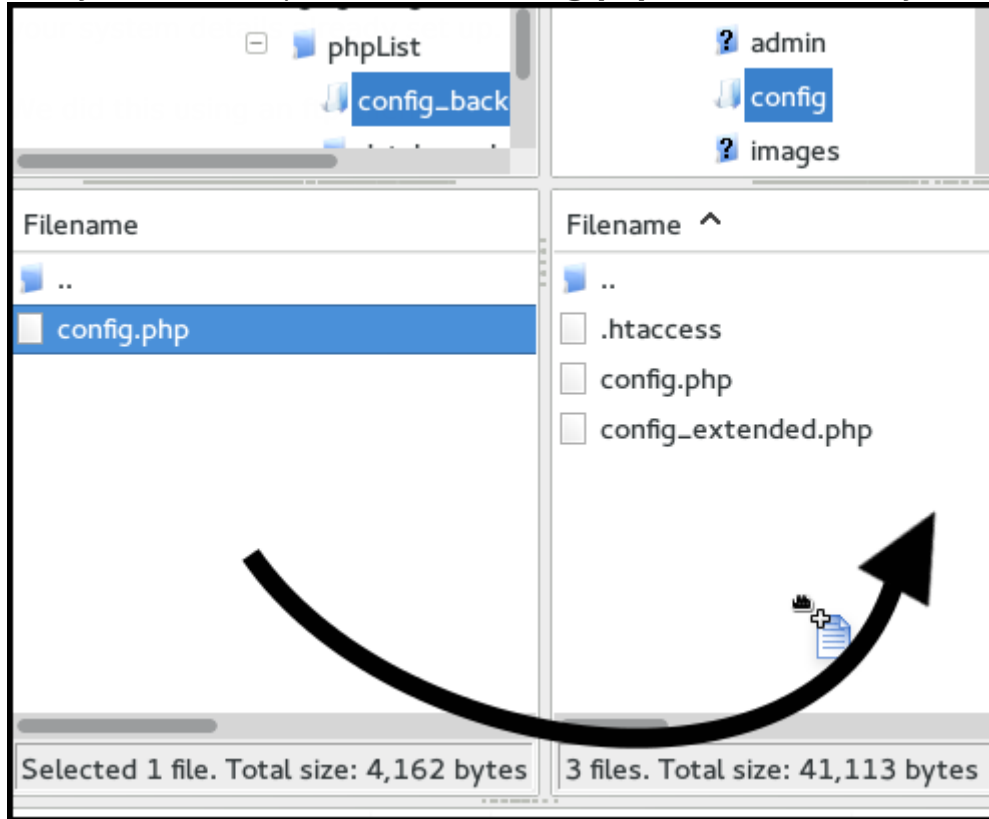 phpList
config_back
admin
config
images
Filename
..
config.php
Selected 1 file. Total size: 4,162 bytes
Filename
..
.htaccess
config.php
config_extended.php
3 files. Total size: 41,113 bytes